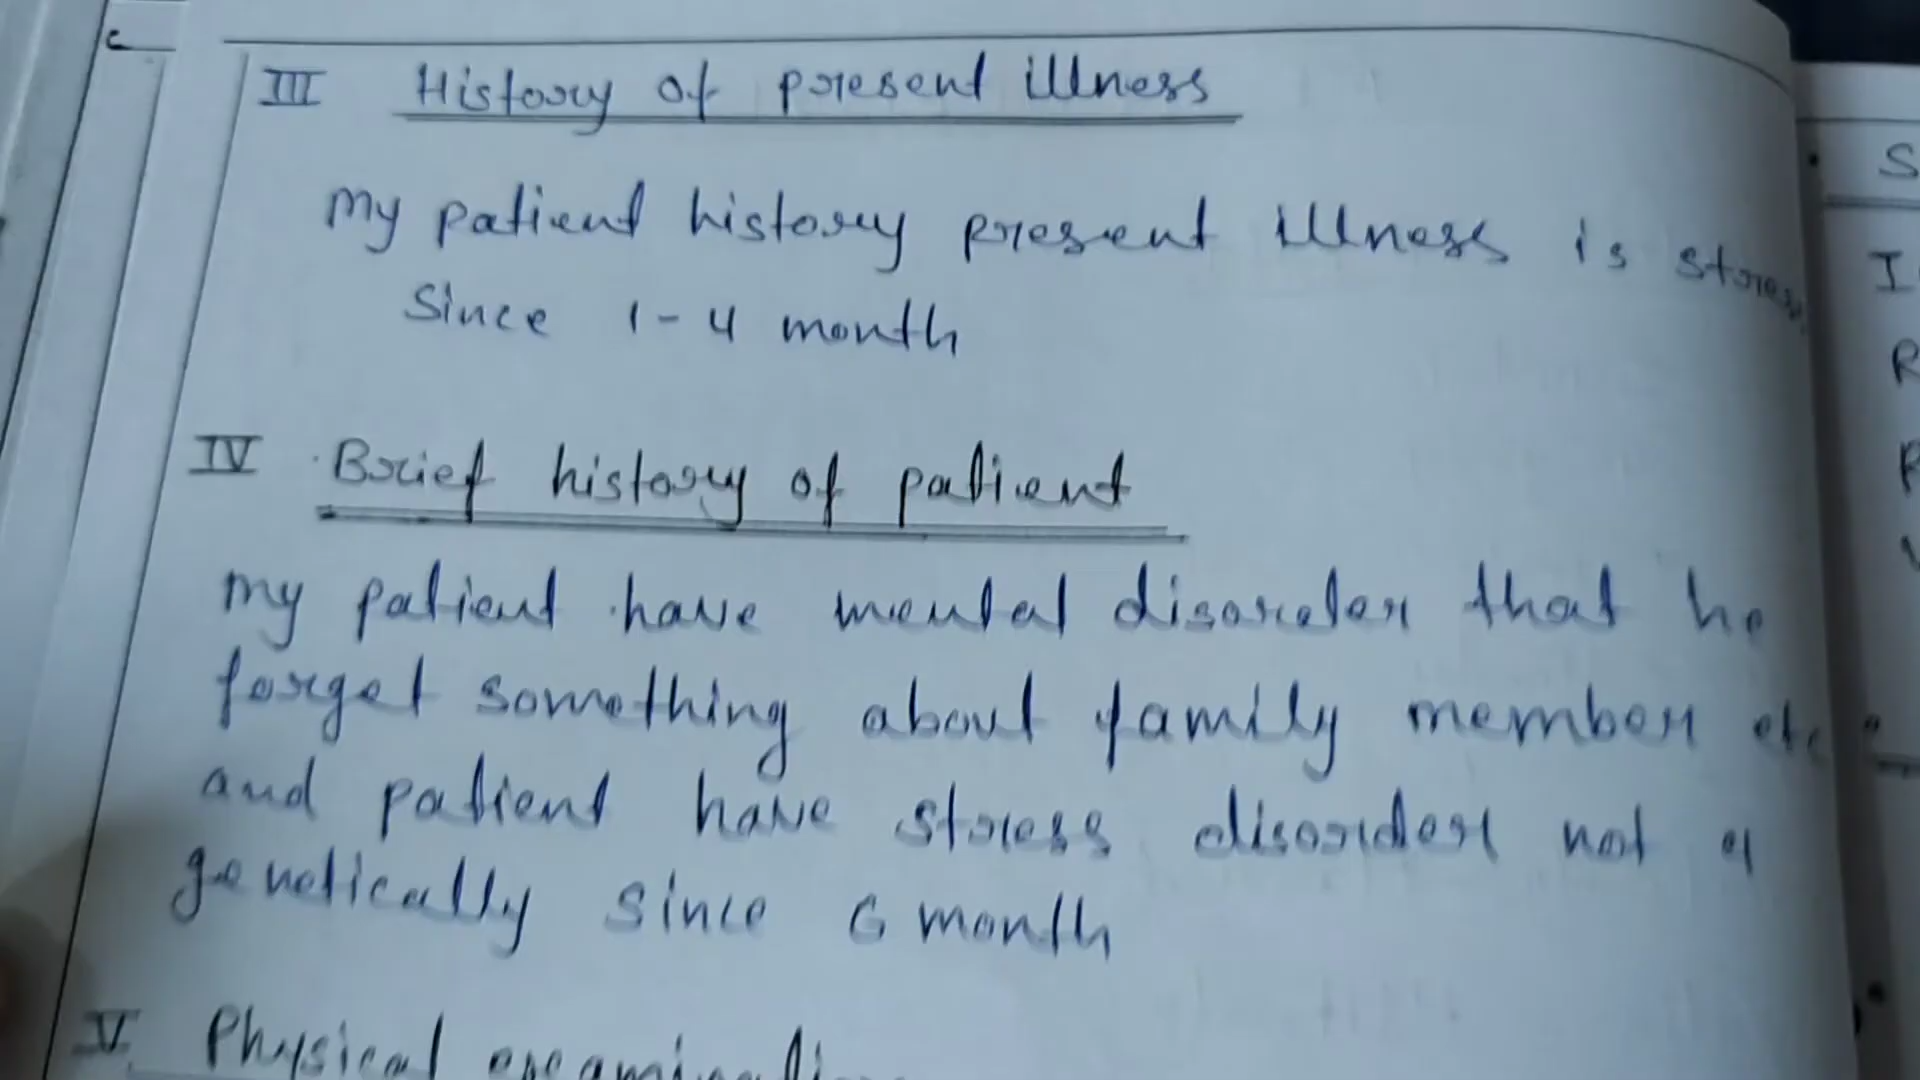 III History of present illness
My patient history present illness is stress
Since 1-4 month
IV Brief history of patient
My patient have mental disorder that he
forget something about family member etc
and patient have stress disorder not a
genetically since 6 month
V Physical examination